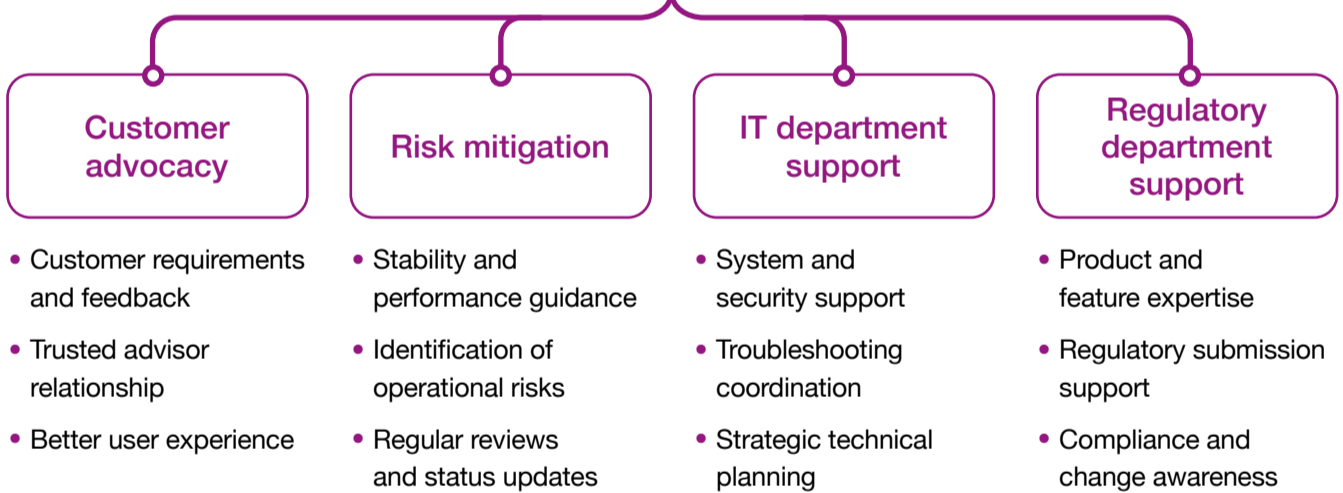 Customer
advocacy
• Customer requirements
and feedback
• Trusted advisor
relationship
• Better user experience
Risk mitigation
• Stability and
performance guidance
• Identification of
operational risks
• Regular reviews
and status updates
IT department
support
• System and
security support
• Troubleshooting
coordination
• Strategic technical
planning
Regulatory
department
support
• Product and
feature expertise
• Regulatory submission
support
• Compliance and
change awareness